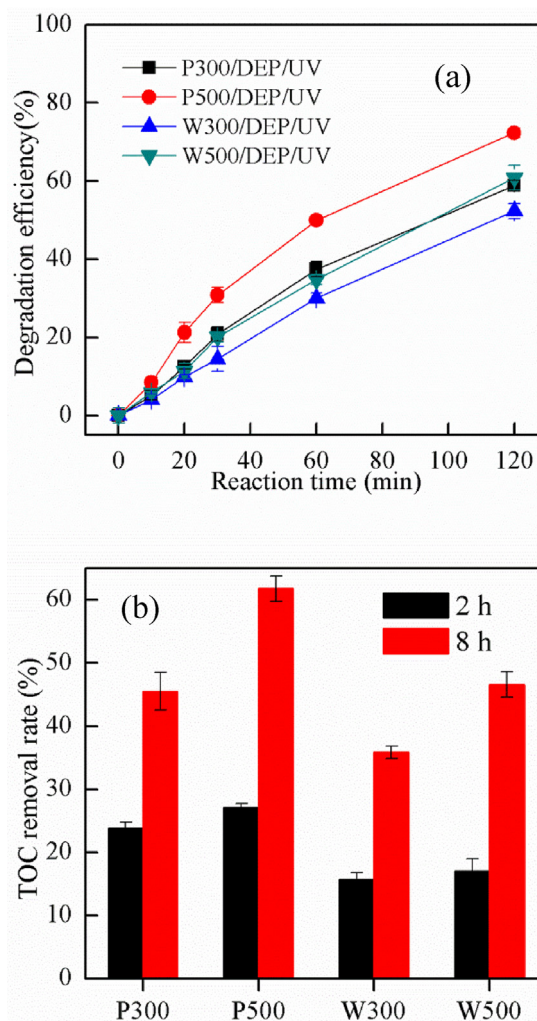 100
80
60
40
20
0
Degradation efficiency(%)
P300/DEP/UV
P500/DEP/UV
W300/DEP/UV
W500/DEP/UV
(a)
0 20 40 60 80 100 120
Reaction time (min)
60
50
40
30
20
10
0
TOC removal rate (%)
(b)
2 h
8 h
P300 P500 W300 W500